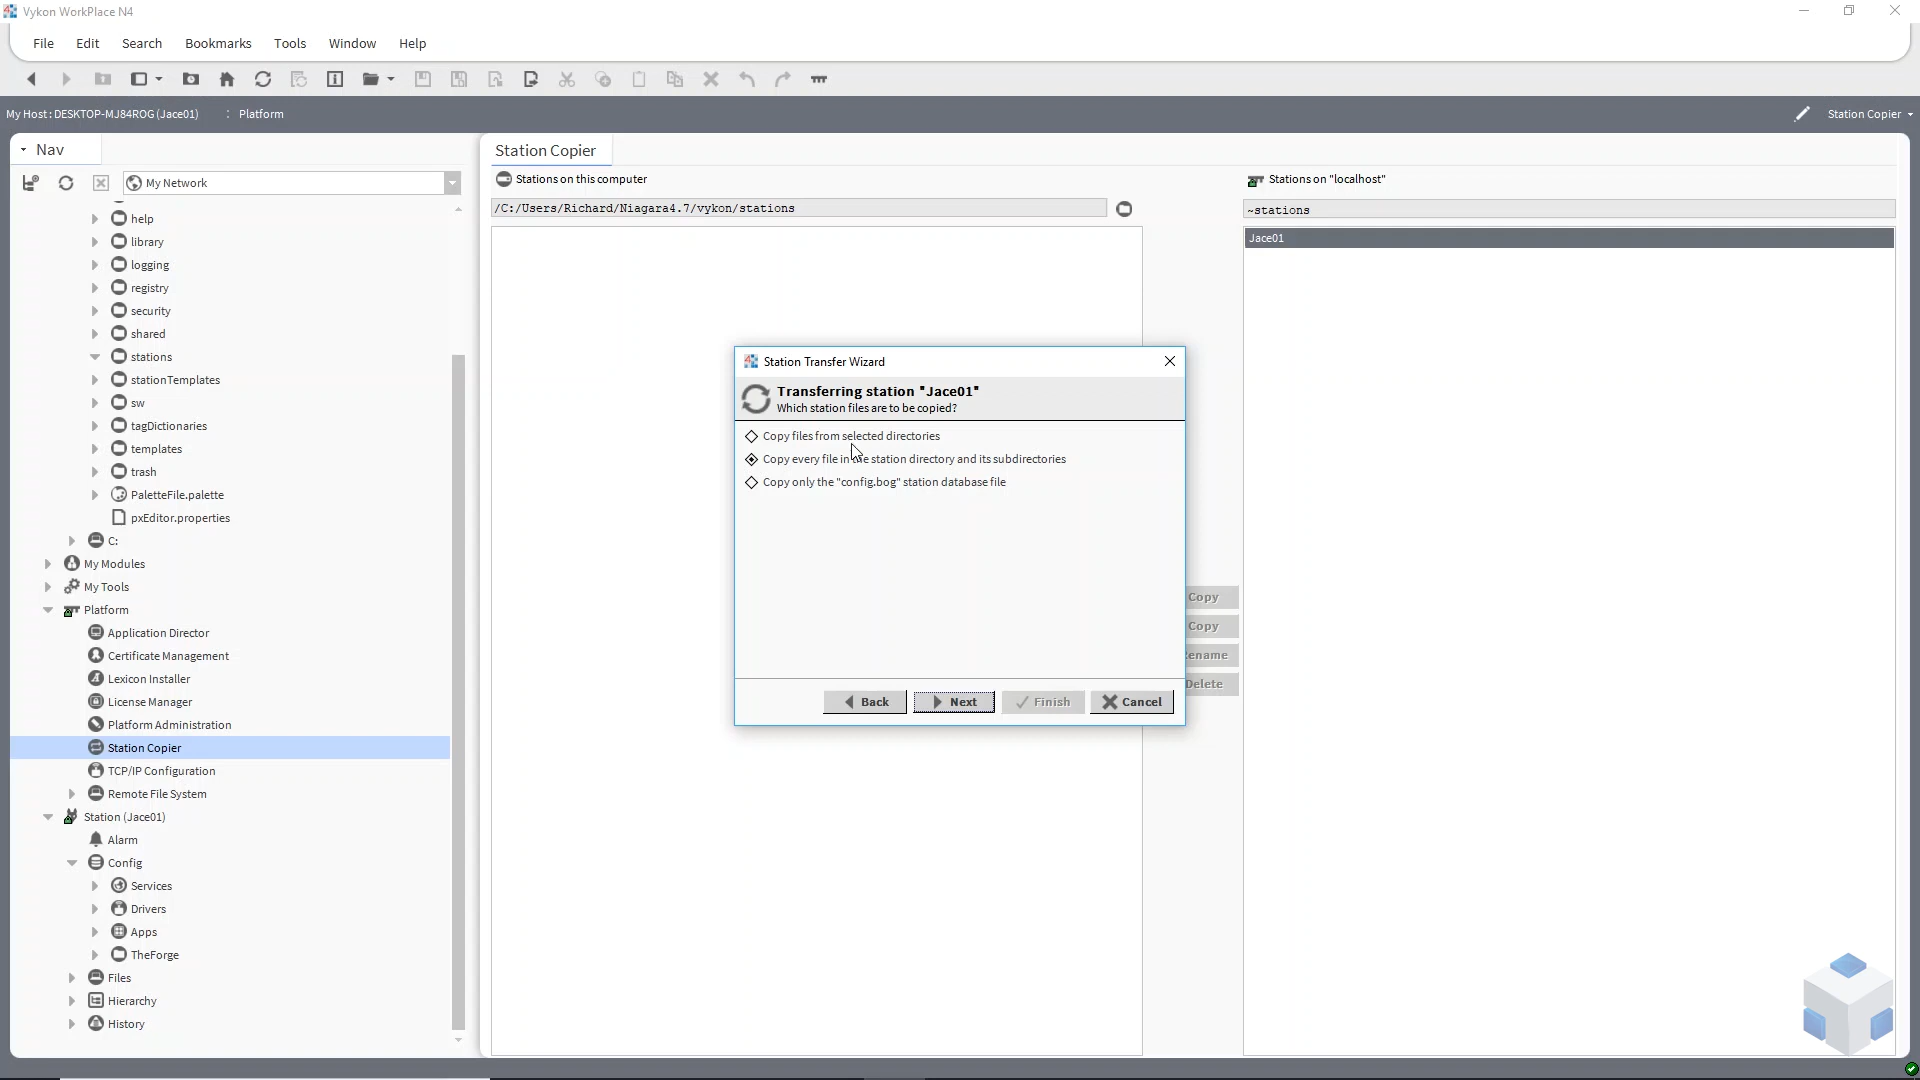 Vykon WorkPlace N4
File Edit Search Bookmarks Tools Window Help
My Host : DESKTOP-MJ84ROG (Jace01) : Platform
Station Copier
Nav
My Network
help
library
logging
registry
security
shared
stations
stationTemplates
sw
tagDictionaries
templates
trash
PaletteFile.palette
pxEditor.properties
C:
My Modules
My Tools
Platform
Application Director
Certificate Management
Lexicon Installer
License Manager
Platform Administration
Station Copier
TCP/IP Configuration
Remote File System
Station (Jace01)
Alarm
Config
Services
Drivers
Apps
TheForge
Files
Hierarchy
History
Station Copier
Stations on this computer
/C:/Users/Richard/Niagara4.7/vykon/stations
Stations on "localhost"
~stations
Jace01
Copy
Copy
ename
Delete
Station Transfer Wizard
Transferring station "Jace01"
Which station files are to be copied?
Copy files from selected directories
Copy every file in station directory and its subdirectories
Copy only the "config.bog" station database file
Back Next Finish Cancel